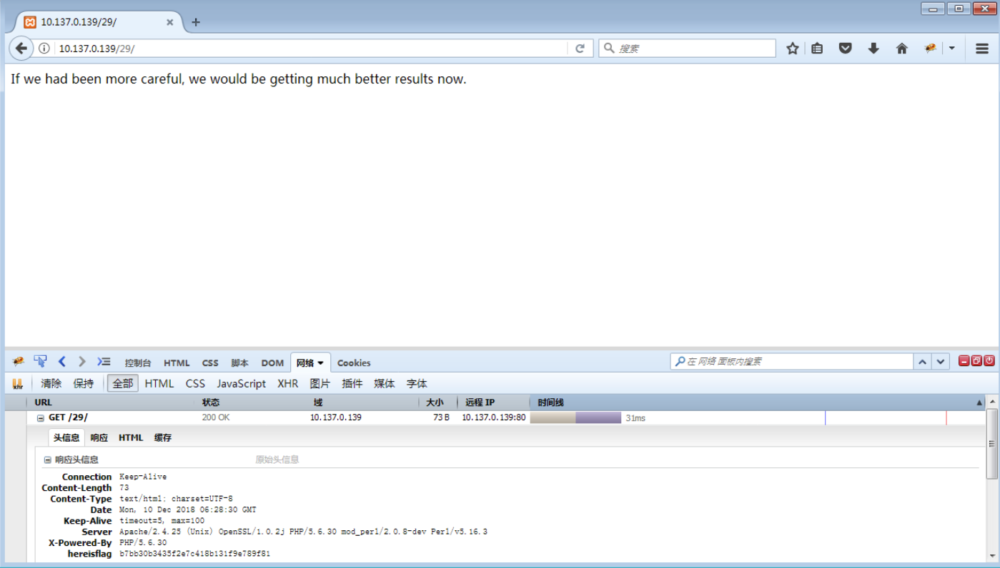 10.137.0.139/29/
10.137.0.139/29/
搜索
If we had been more careful, we would be getting much better results now.
控制台 HTML CSS 脚本 DOM 网络 Cookies
在 网络 面板内搜索
xhr 清除 保持 全部 HTML CSS JavaScript XHR 图片 插件 媒体 字体
URL 状态 域 大小 远程 IP 时间线
GET /29/ 200 OK 10.137.0.139 73 B 10.137.0.139:80 31ms
头信息 响应 HTML 缓存
响应头信息 原始头信息
Connection Keep-Alive
Content-Length 73
Content-Type text/html; charset=UTF-8
Date Mon, 10 Dec 2018 06:28:30 GMT
Keep-Alive timeout=5, max=100
Server Apache/2.4.25 (Unix) OpenSSL/1.0.2j PHP/5.6.30 mod_perl/2.0.8-dev Perl/v5.16.3
X-Powered-By PHP/5.6.30
hereisflag b7bb30b3435f2e7c418b131f9e789f81